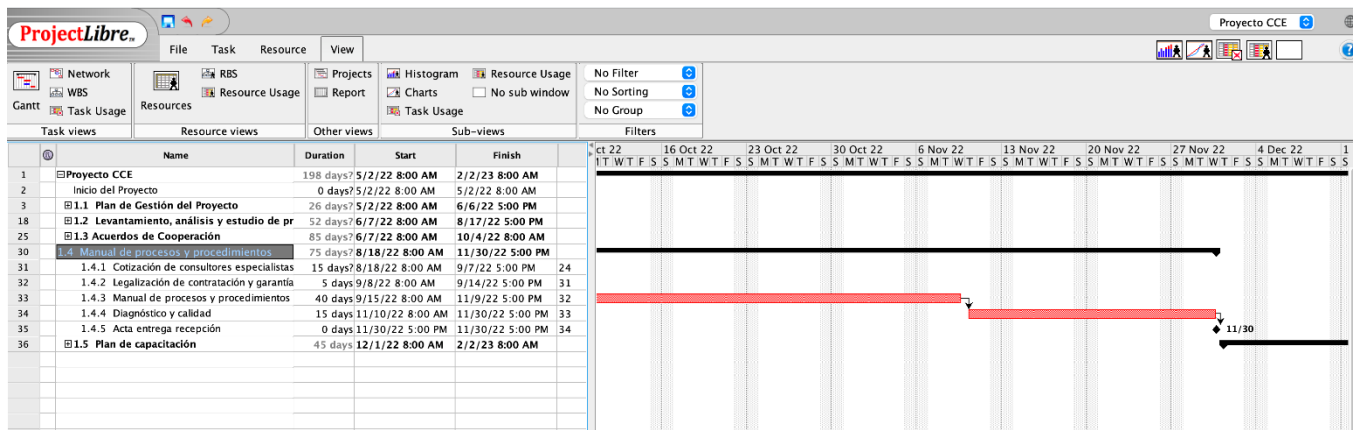 ProjectLibre™
Proyecto CCE
File Task Resource View
Network RBS Projects Histogram Resource Usage No Filter
WBS Resource Usage Report Charts No sub window No Sorting
Gantt Task Usage Resources Task Usage No Group
Task views Resource views Other views Sub-views Filters
Name Duration Start Finish
ct 22 16 Oct 22 23 Oct 22 30 Oct 22 6 Nov 22 13 Nov 22 20 Nov 22 27 Nov 22 4 Dec 22 1
T W T F S S M T W T F S S M T W T F S S M T W T F S S M T W T F S S M T W T F S S M T W T F S S M T W T F S S M T W T F S S
1 Proyecto CCE 198 days? 5/2/22 8:00 AM 2/2/23 8:00 AM
2 Inicio del Proyecto 0 days? 5/2/22 8:00 AM 5/2/22 8:00 AM
3 1.1 Plan de Gestión del Proyecto 26 days? 5/2/22 8:00 AM 6/6/22 5:00 PM
18 1.2 Levantamiento, análisis y estudio de pr 52 days? 6/7/22 8:00 AM 8/17/22 5:00 PM
25 1.3 Acuerdos de Cooperación 85 days? 6/7/22 8:00 AM 10/4/22 8:00 AM
30 1.4 Manual de procesos y procedimientos 75 days? 8/18/22 8:00 AM 11/30/22 5:00 PM
31 1.4.1 Cotización de consultores especialistas 15 days? 8/18/22 8:00 AM 9/7/22 5:00 PM 24
32 1.4.2 Legalización de contratación y garantía 5 days 9/8/22 8:00 AM 9/14/22 5:00 PM 31
33 1.4.3 Manual de procesos y procedimientos 40 days 9/15/22 8:00 AM 11/9/22 5:00 PM 32
34 1.4.4 Diagnóstico y calidad 15 days 11/10/22 8:00 AM 11/30/22 5:00 PM 33
35 1.4.5 Acta entrega recepción 0 days 11/30/22 5:00 PM 11/30/22 5:00 PM 34 11/30
36 1.5 Plan de capacitación 45 days 12/1/22 8:00 AM 2/2/23 8:00 AM